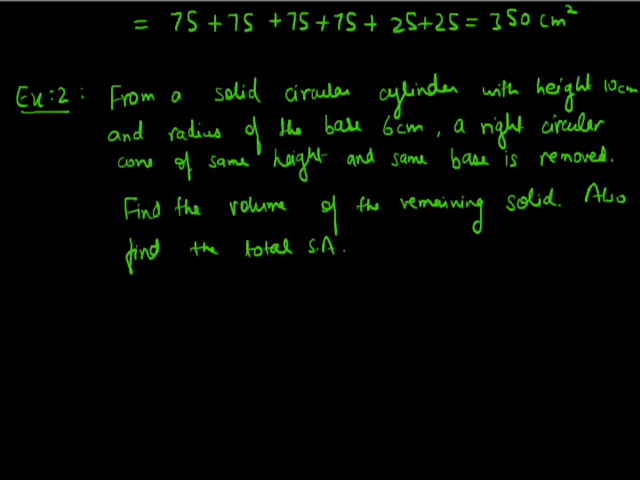 = 75 + 75 + 75 + 75 + 25 + 25 = 350 cm²
Ex:2 : From a solid circular cylinder with height 10cm
and radius of the base 6cm, a right circular
cone of same height and same base is removed.
Find the volume of the remaining solid. Also
find the total S.A.